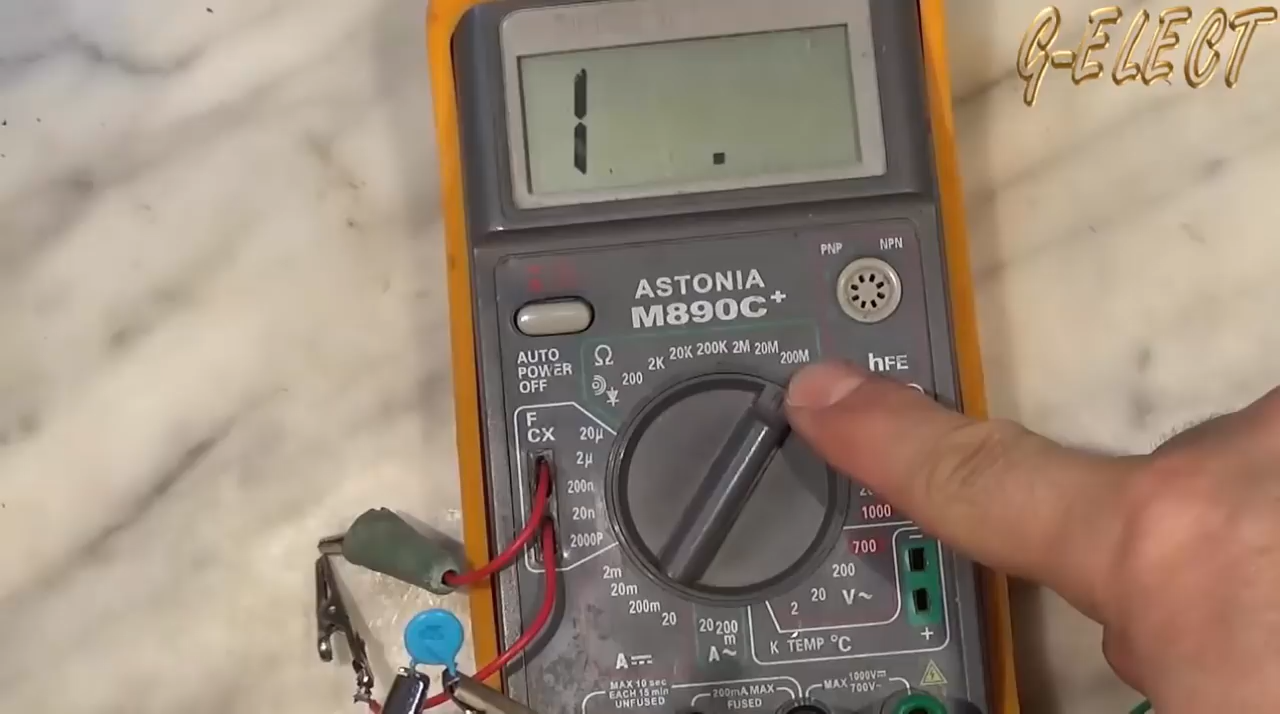 G-ELECT
1 .
PNP NPN
ASTONIA
M890C+
AUTO
POWER
OFF
Ω 200 2K 20K 200K 2M 20M 200M
hFE
F
CX
20µ
2µ
200n
20n
2000P
1000
700
200
20
2
V~
2m
20m
200m
20
20 200
m
A⎓
A~
K TEMP °C
−
+
MAX 10 sec
EACH 15 min
UNFUSED
200mA MAX
FUSED
MAX 1000V⎓
700V~